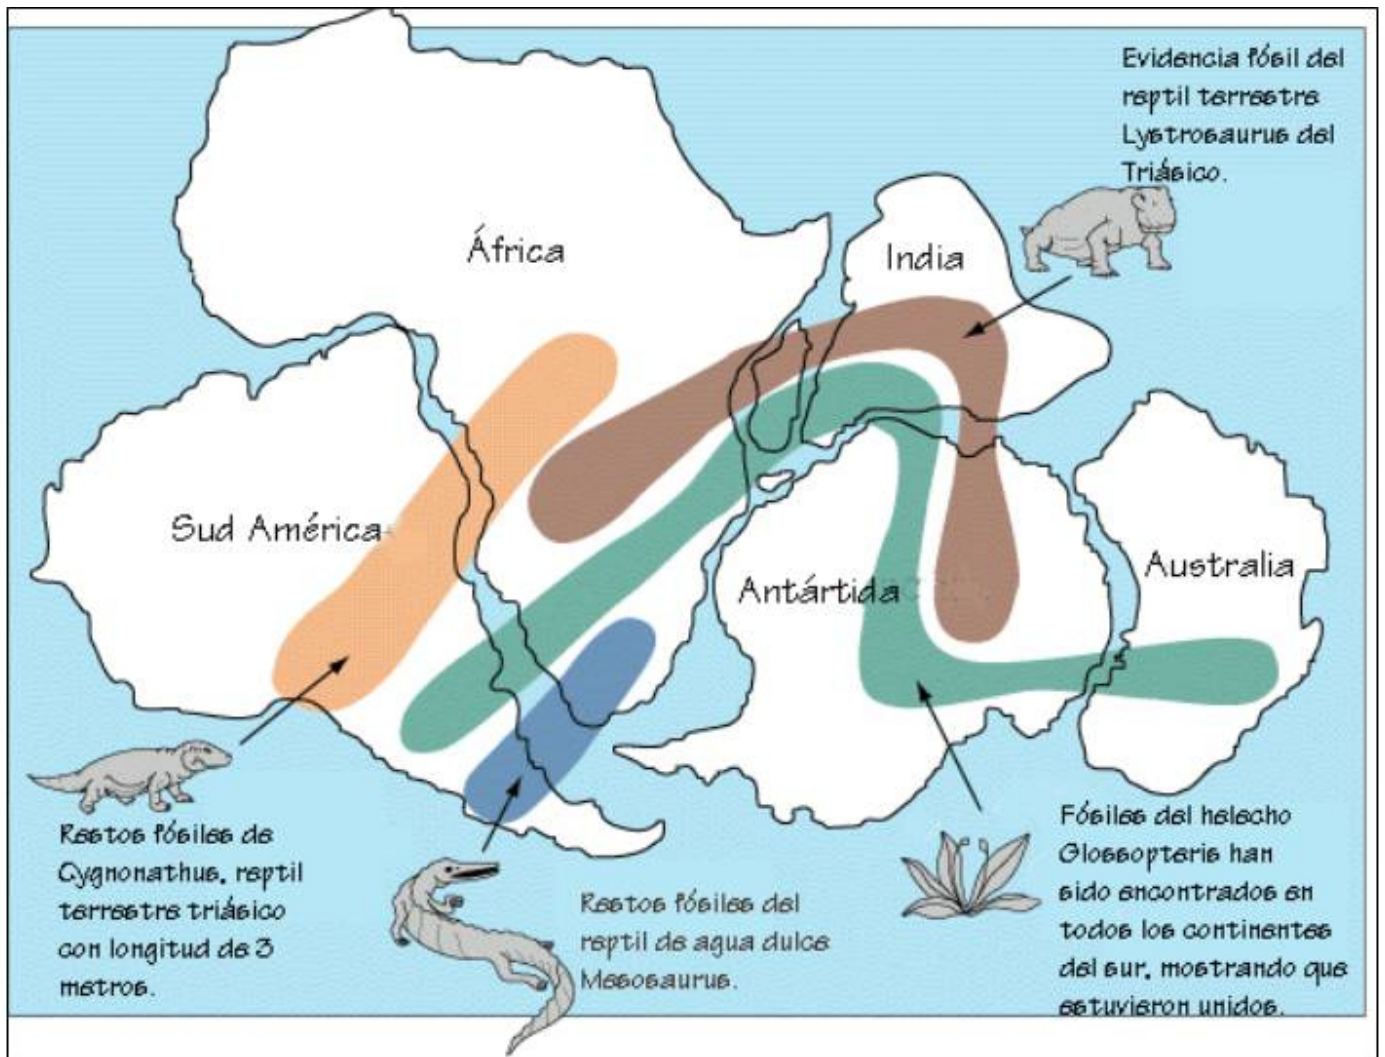 Evidencia fósil del
reptil terrestre
Lystrosaurus del
Triásico.
África
India
Sud América
Antártida
Australia
Restos fósiles de
Cygnonathus, reptil
terrestre triásico
con longitud de 3
metros.
Restos fósiles del
reptil de agua dulce
Mesosaurus.
Fósiles del helecho
Glossopteris han
sido encontrados en
todos los continentes
del sur, mostrando que
estuvieron unidos.